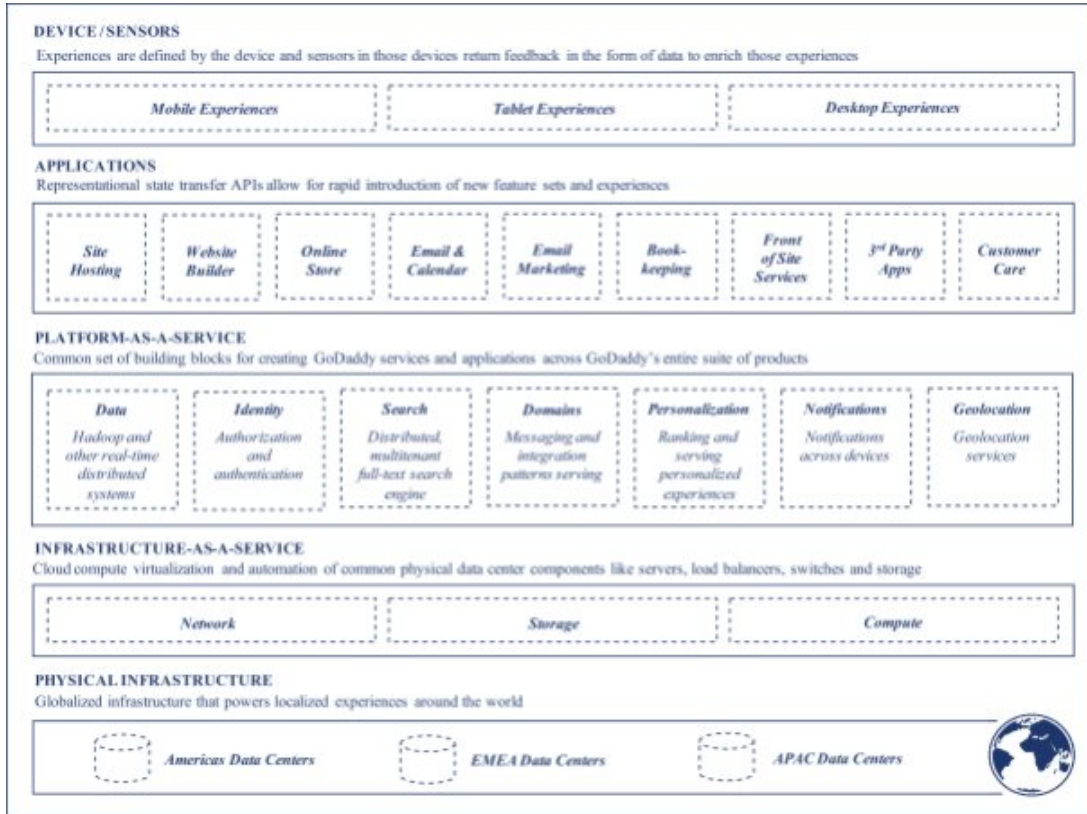 DEVICE/SENSORS
Experiences are defined by the device and sensors in those devices return feedback in the form of data to enrich those experiences
Mobile Experiences
Tablet Experiences
Desktop Experiences
APPLICATIONS
Representational state transfer APIs allow for rapid introduction of new feature sets and experiences
Site
Hosting
Website
Builder
Online
Store
Email &
Calendar
Email
Marketing
Book-
keeping
Front
of Site
Services
3rd Party
Apps
Customer
Care
PLATFORM-AS-A-SERVICE
Common set of building blocks for creating GoDaddy services and applications across GoDaddy's entire suite of products
Data
Hadoop and
other real-time
distributed
systems
Identity
Authorization
and
authentication
Search
Distributed,
multitenant
full-text search
engine
Domains
Messaging and
integration
patterns serving
Personalization
Ranking and
serving
personalized
experiences
Notifications
Notifications
across devices
Geolocation
Geolocation
services
INFRASTRUCTURE-AS-A-SERVICE
Cloud compute virtualization and automation of common physical data center components like servers, load balancers, switches and storage
Network
Storage
Compute
PHYSICAL INFRASTRUCTURE
Globalized infrastructure that powers localized experiences around the world
Americas Data Centers
EMEA Data Centers
APAC Data Centers